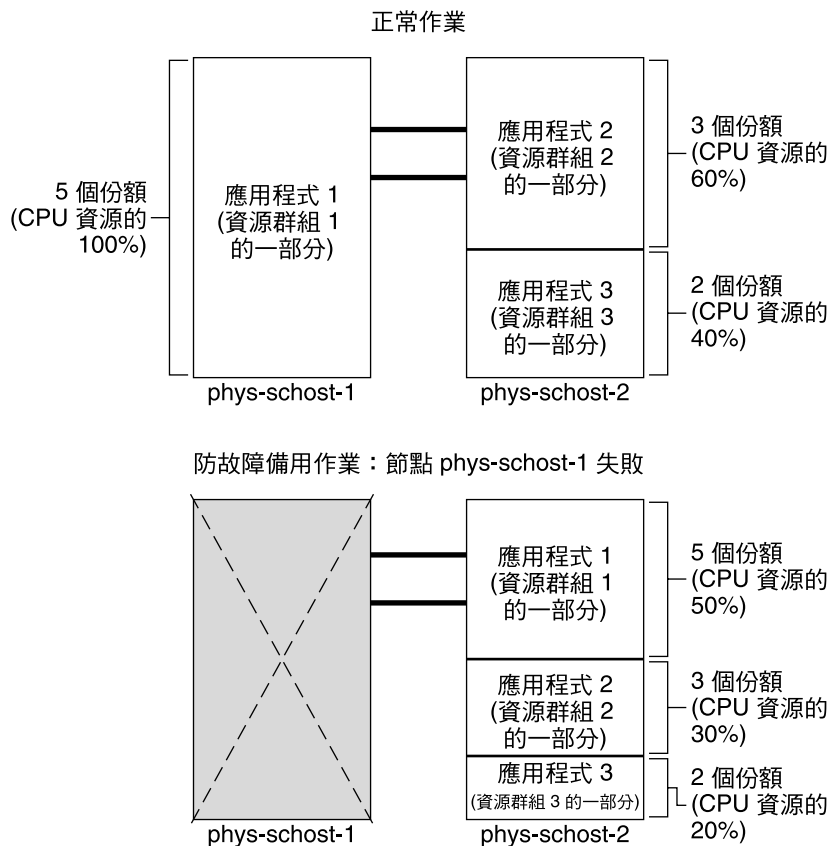 正常作業
5 個份額
(CPU 資源的
100%)
應用程式 1
(資源群組 1
的一部分)
phys-schost-1
應用程式 2
(資源群組 2
的一部分)
3 個份額
(CPU 資源的
60%)
應用程式 3
(資源群組 3
的一部分)
2 個份額
(CPU 資源的
40%)
phys-schost-2
防故障備用作業：節點 phys-schost-1 失敗
phys-schost-1
應用程式 1
(資源群組 1
的一部分)
5 個份額
(CPU 資源的
50%)
應用程式 2
(資源群組 2
的一部分)
3 個份額
(CPU 資源的
30%)
應用程式 3
(資源群組 3 的一部分)
2 個份額
(CPU 資源的
20%)
phys-schost-2